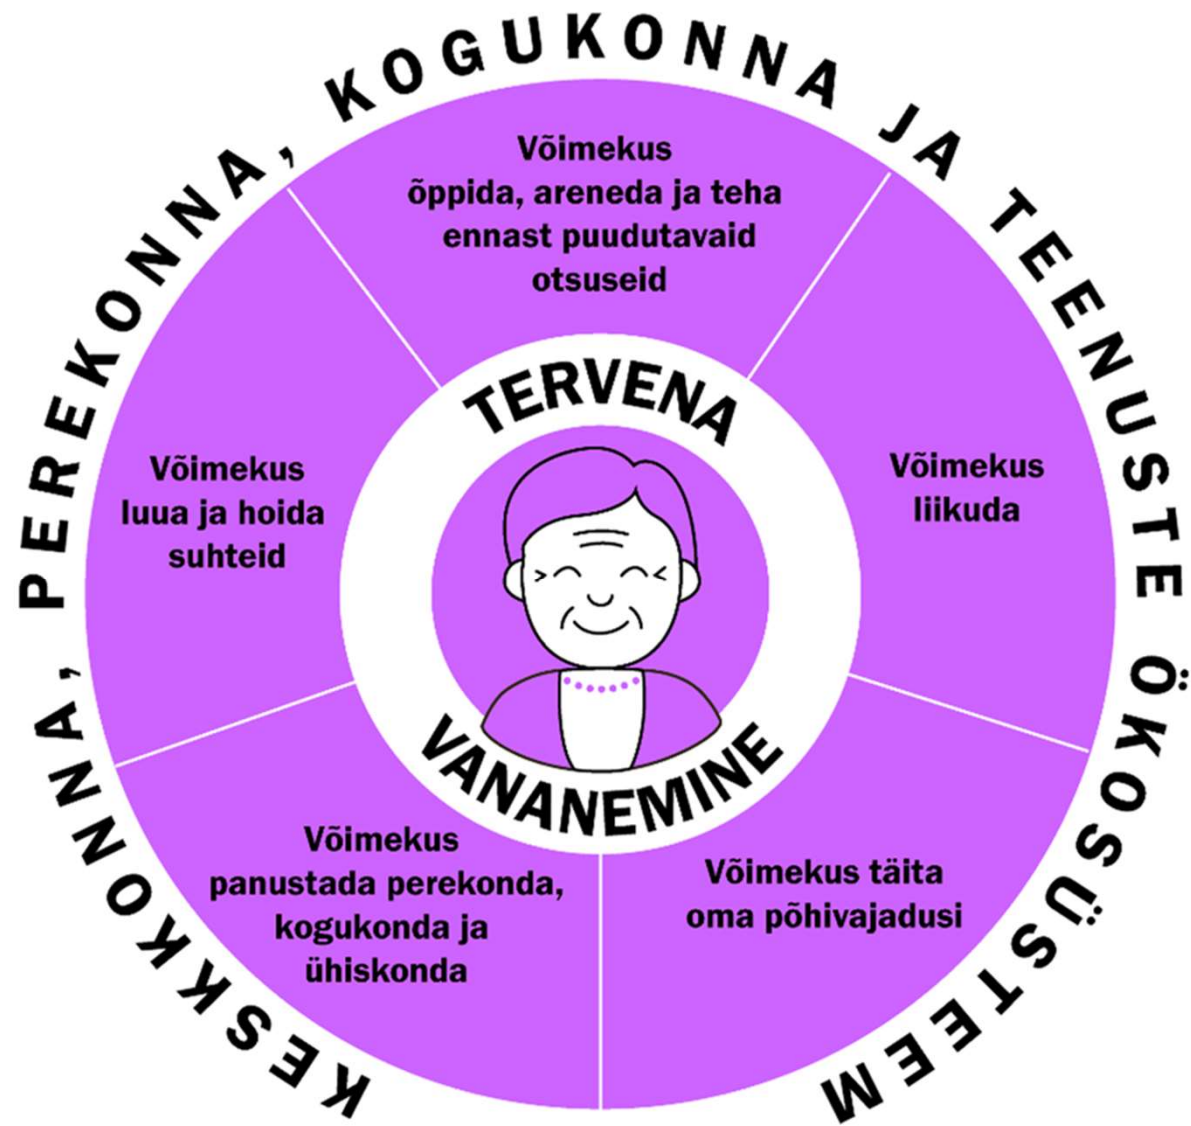 KESKKONNA, PEREKONNA, KOGUKONNA JA TEENUSTE ÖKOSÜSTEEM
Võimekus
õppida, areneda ja teha
ennast puudutavaid
otsuseid
Võimekus
liikuda
Võimekus täita
oma põhivajadusi
Võimekus
panustada perekonda,
kogukonda ja
ühiskonda
Võimekus
luua ja hoida
suhteid
TERVENA
VANANEMINE